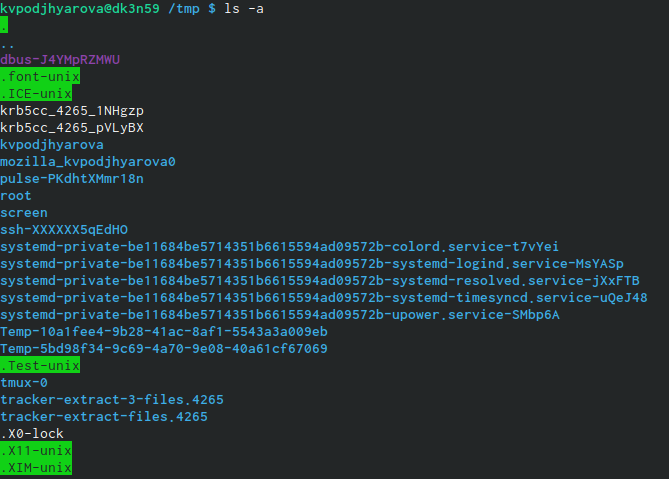 kvpodjhyarova@dk3n59 /tmp $ ls -a
.
..
dbus-J4YMpRZMWU
.font-unix
.ICE-unix
krb5cc_4265_1NHgzp
krb5cc_4265_pVLyBX
kvpodjhyarova
mozilla_kvpodjhyarova0
pulse-PKdhtXMmr18n
root
screen
ssh-XXXXXX5qEdHO
systemd-private-be11684be5714351b6615594ad09572b-colord.service-t7vYei
systemd-private-be11684be5714351b6615594ad09572b-systemd-logind.service-MsYASp
systemd-private-be11684be5714351b6615594ad09572b-systemd-resolved.service-jXxFTB
systemd-private-be11684be5714351b6615594ad09572b-systemd-timesyncd.service-uQeJ48
systemd-private-be11684be5714351b6615594ad09572b-upower.service-SMbp6A
Temp-10a1fee4-9b28-41ac-8af1-5543a3a009eb
Temp-5bd98f34-9c69-4a70-9e08-40a61cf67069
.Test-unix
tmux-0
tracker-extract-3-files.4265
tracker-extract-files.4265
.X0-lock
.X11-unix
.XIM-unix